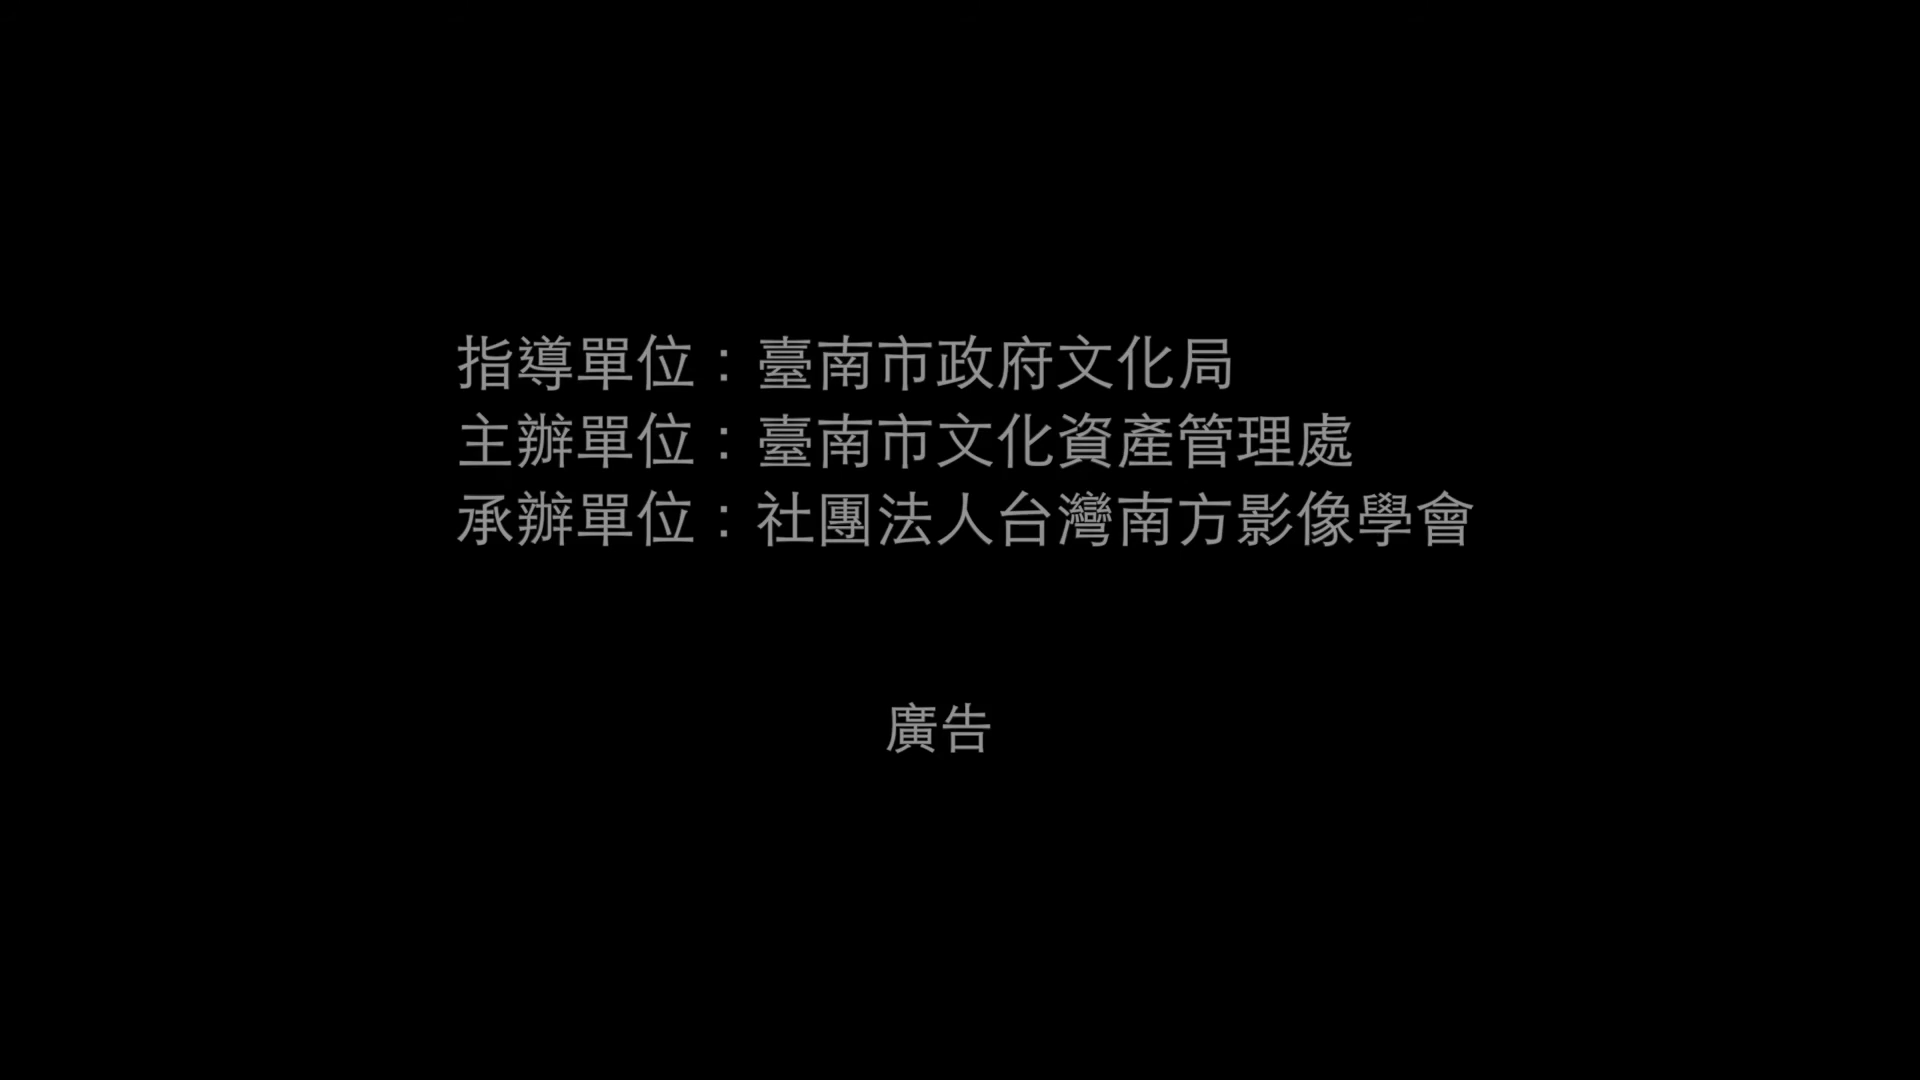 指導單位：臺南市政府文化局
主辦單位：臺南市文化資產管理處
承辦單位：社團法人台灣南方影像學會
廣告